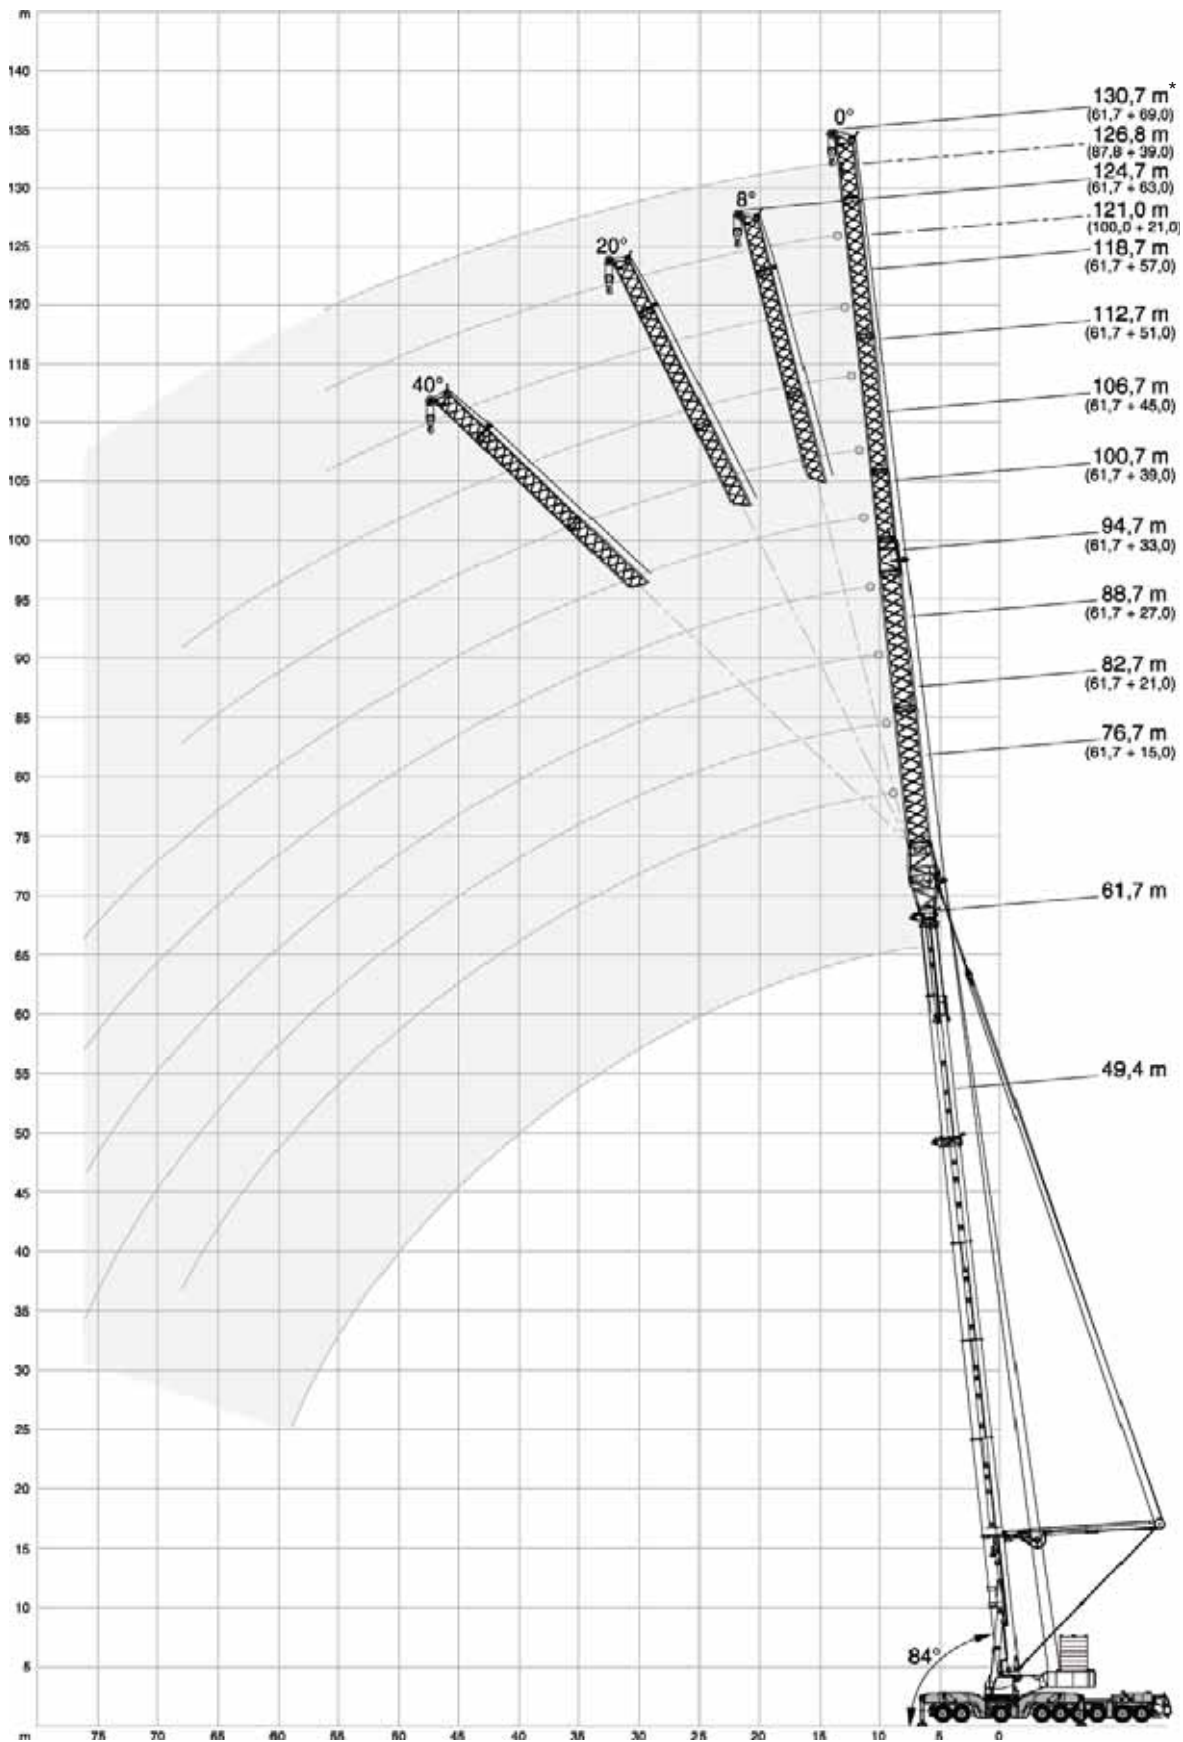 m
140
135
130
125
120
115
110
105
100
95
90
85
80
75
70
65
60
55
50
45
40
35
30
25
20
15
10
5
m
75
70
65
60
55
50
45
40
35
30
25
20
15
10
5
0
0°
8°
20°
40°
84°
130,7 m*
(61,7 + 69,0)
126,8 m
(87,8 + 39,0)
124,7 m
(61,7 + 63,0)
121,0 m
(100,0 + 21,0)
118,7 m
(61,7 + 57,0)
112,7 m
(61,7 + 51,0)
106,7 m
(61,7 + 45,0)
100,7 m
(61,7 + 39,0)
94,7 m
(61,7 + 33,0)
88,7 m
(61,7 + 27,0)
82,7 m
(61,7 + 21,0)
76,7 m
(61,7 + 15,0)
61,7 m
49,4 m